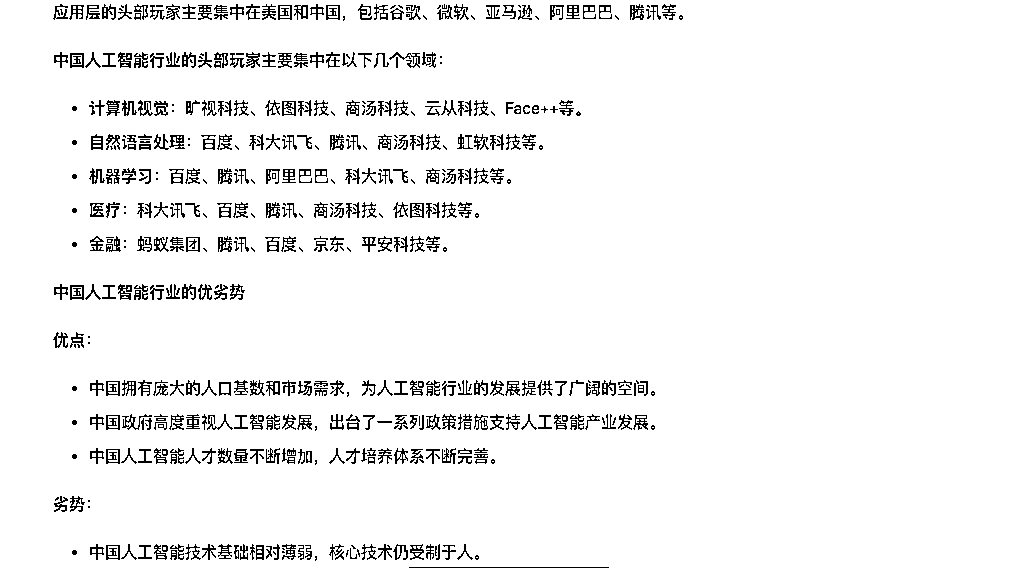 应用层的头部玩家主要集中在美国和中国，包括谷歌、微软、亚马逊、阿里巴巴、腾讯等。
中国人工智能行业的头部玩家主要集中在以下几个领域：
• 计算机视觉：旷视科技、依图科技、商汤科技、云从科技、Face++等。
• 自然语言处理：百度、科大讯飞、腾讯、商汤科技、虹软科技等。
• 机器学习：百度、腾讯、阿里巴巴、科大讯飞、商汤科技等。
• 医疗：科大讯飞、百度、腾讯、商汤科技、依图科技等。
• 金融：蚂蚁集团、腾讯、百度、京东、平安科技等。
中国人工智能行业的优劣势
优点：
• 中国拥有庞大的人口基数和市场需求，为人工智能行业的发展提供了广阔的空间。
• 中国政府高度重视人工智能发展，出台了一系列政策措施支持人工智能产业发展。
• 中国人工智能人才数量不断增加，人才培养体系不断完善。
劣势：
• 中国人工智能技术基础相对薄弱，核心技术仍受制于人。